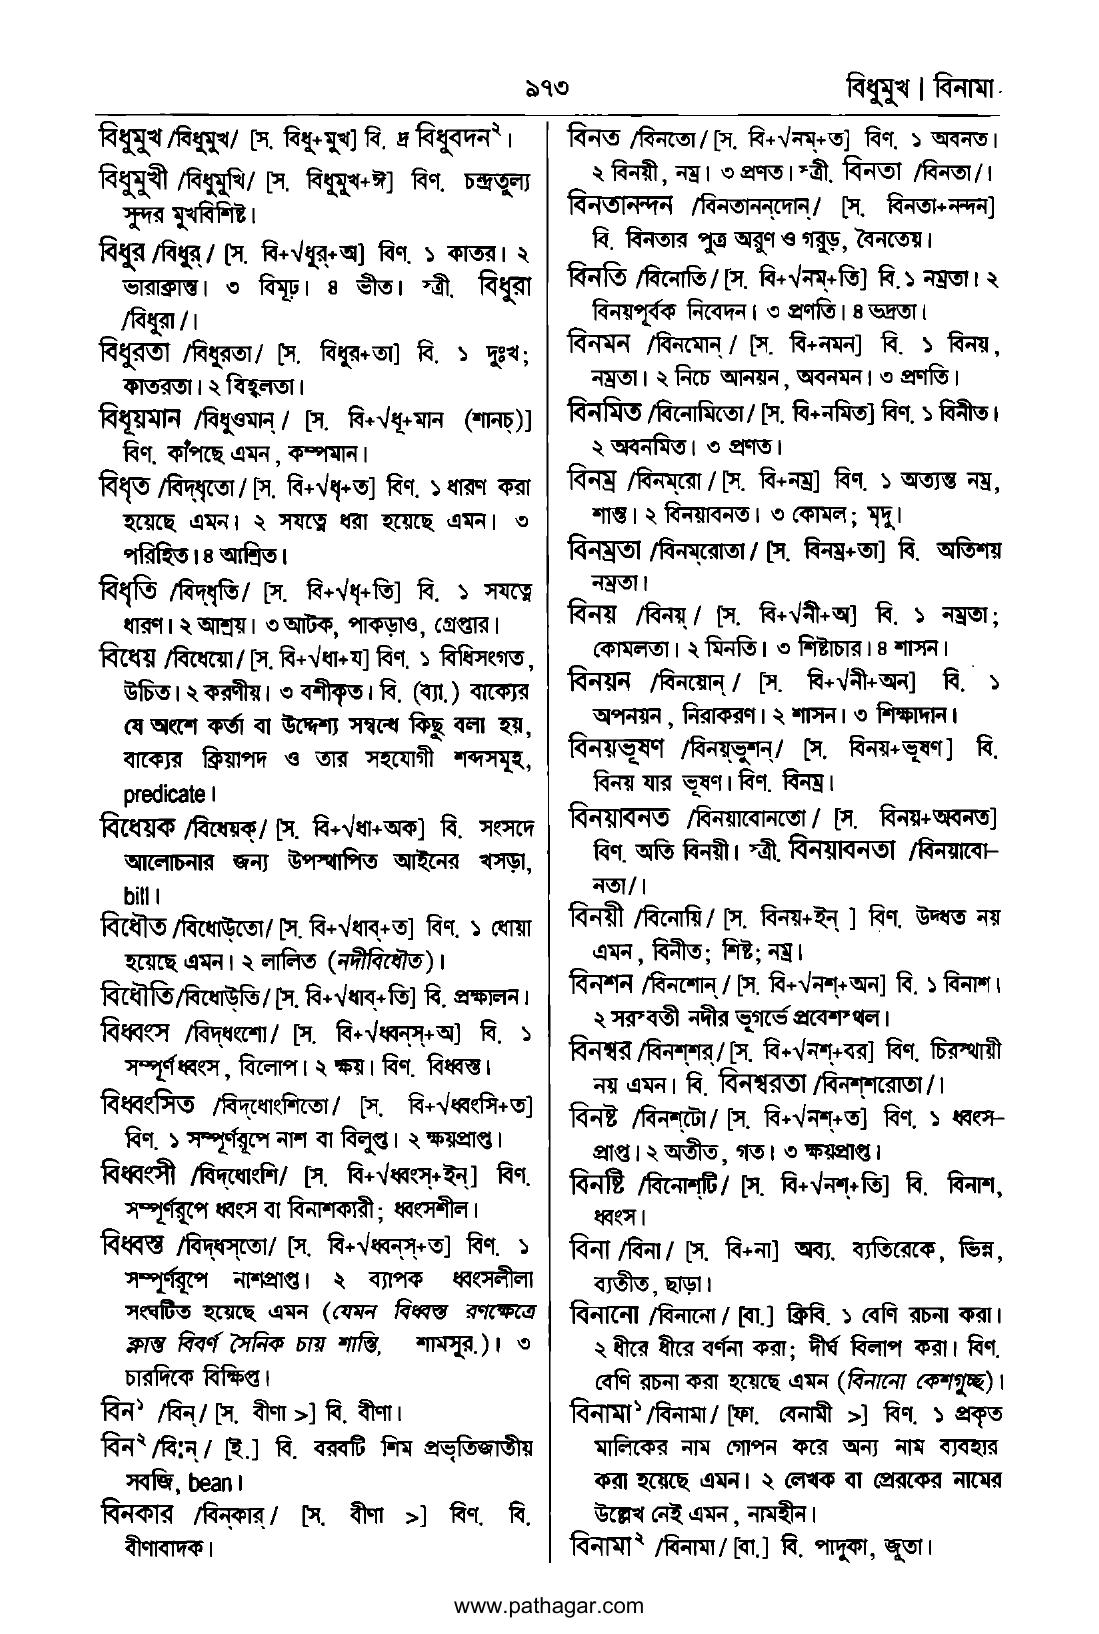 ৯৭৩
বিধুমুখ | বিনামা
বিধুমুখ /বিধুমুখ/ [স. বিধু+মুখ] বি. দ্র বিধুবদন২।
বিধুমুখী /বিধুমুখি/ [স. বিধুমুখ+ঈ] বিণ. চন্দ্রতুল্য
সুন্দর মুখবিশিষ্ট।
বিধুর /বিধুর্/ [স. বি+√ধুর্+অ] বিণ. ১ কাতর। ২
ভারাক্রান্ত। ৩ বিমূঢ়। ৪ ভীত। স্ত্রী. বিধুরা
/বিধুরা/।
বিধুরতা /বিধুরতা/ [স. বিধুর+তা] বি. ১ দুঃখ;
কাতরতা। ২ বিহ্বলতা।
বিধূয়মান /বিধুওমান্/ [স. বি+√ধূ+মান (শানচ্)]
বিণ. কাঁপছে এমন, কম্পমান।
বিধৃত /বিদ্ধৃতো/ [স. বি+√ধৃ+ত] বিণ. ১ ধারণ করা
হয়েছে এমন। ২ সযত্নে ধরা হয়েছে এমন। ৩
পরিহিত। ৪ আশ্রিত।
বিধৃতি /বিদ্ধৃতি/ [স. বি+√ধৃ+তি] বি. ১ সযত্নে
ধারণ। ২ আশ্রয়। ৩ আটক, পাকড়াও, গ্রেপ্তার।
বিধেয় /বিধেয়ো/ [স. বি+√ধা+য] বিণ. ১ বিধিসংগত,
উচিত। ২ করণীয়। ৩ বশীকৃত। বি. (ব্যা.) বাক্যের
যে অংশে কর্তা বা উদ্দেশ্য সম্বন্ধে কিছু বলা হয়,
বাক্যের ক্রিয়াপদ ও তার সহযোগী শব্দসমূহ,
predicate।
বিধেয়ক /বিধেয়ক্/ [স. বি+√ধা+অক] বি. সংসদে
আলোচনার জন্য উপস্থাপিত আইনের খসড়া,
bill।
বিধৌত /বিধোউ্তো/ [স. বি+√ধাব্+ত] বিণ. ১ ধোয়া
হয়েছে এমন। ২ লালিত (নদীবিধৌত)।
বিধৌতি /বিধোউ্তি/ [স. বি+√ধাব্+তি] বি. প্রক্ষালন।
বিধ্বংস /বিদ্ধংশো/ [স. বি+√ধ্বন্স্+অ] বি. ১
সম্পূর্ণ ধ্বংস, বিলোপ। ২ ক্ষয়। বিণ. বিধ্বস্ত।
বিধ্বংসিত /বিদ্ধোংশিতো/ [স. বি+√ধ্বংসি+ত]
বিণ. ১ সম্পূর্ণরূপে নাশ বা বিলুপ্ত। ২ ক্ষয়প্রাপ্ত।
বিধ্বংসী /বিদ্ধোংশি/ [স. বি+√ধ্বংস্+ইন্] বিণ.
সম্পূর্ণরূপে ধ্বংস বা বিনাশকারী; ধ্বংসশীল।
বিধ্বস্ত /বিদ্ধস্তো/ [স. বি+√ধ্বন্স্+ত] বিণ. ১
সম্পূর্ণরূপে নাশপ্রাপ্ত। ২ ব্যাপক ধ্বংসলীলা
সংঘটিত হয়েছে এমন (যেমন বিধ্বস্ত রণক্ষেত্রে
ক্লান্ত বিবর্ণ সৈনিক চায় শান্তি, শামসুর.)। ৩
চারদিকে বিক্ষিপ্ত।
বিন১ /বিন্/ [স. বীণা >] বি. বীণা।
বিন২ /বি:ন্/ [ই.] বি. বরবটি শিম প্রভৃতিজাতীয়
সবজি, bean।
বিনকার /বিন্কার্/ [স. বীণা >] বিণ. বি.
বীণাবাদক।
বিনত /বিনতো/ [স. বি+√নম্+ত] বিণ. ১ অবনত।
২ বিনয়ী, নম্র। ৩ প্রণত। স্ত্রী. বিনতা /বিনতা/।
বিনতানন্দন /বিনতানন্দোন্/ [স. বিনতা+নন্দন]
বি. বিনতার পুত্র অরুণ ও গরুড়, বৈনতেয়।
বিনতি /বিনোতি/ [স. বি+√নম্+তি] বি. ১ নম্রতা। ২
বিনয়পূর্বক নিবেদন। ৩ প্রণতি। ৪ ভদ্রতা।
বিনমন /বিনমোন্/ [স. বি+নমন] বি. ১ বিনয়,
নম্রতা। ২ নিচে আনয়ন, অবনমন। ৩ প্রণতি।
বিনমিত /বিনোমিতো/ [স. বি+নমিত] বিণ. ১ বিনীত।
২ অবনমিত। ৩ প্রণত।
বিনম্র /বিনম্রো/ [স. বি+নম্র] বিণ. ১ অত্যন্ত নম্র,
শান্ত। ২ বিনয়াবনত। ৩ কোমল; মৃদু।
বিনম্রতা /বিনম্রোতা/ [স. বিনম্র+তা] বি. অতিশয়
নম্রতা।
বিনয় /বিনয়্/ [স. বি+√নী+অ] বি. ১ নম্রতা;
কোমলতা। ২ মিনতি। ৩ শিষ্টাচার। ৪ শাসন।
বিনয়ন /বিনয়োন্/ [স. বি+√নী+অন] বি. ১
অপনয়ন, নিরাকরণ। ২ শাসন। ৩ শিক্ষাদান।
বিনয়ভূষণ /বিনয়্ভুশন্/ [স. বিনয়+ভূষণ] বি.
বিনয় যার ভূষণ। বিণ. বিনম্র।
বিনয়াবনত /বিনয়াবোনতো/ [স. বিনয়+অবনত]
বিণ. অতি বিনয়ী। স্ত্রী. বিনয়াবনতা /বিনয়াবো-
নতা/।
বিনয়ী /বিনোয়ি/ [স. বিনয়+ইন্ ] বিণ. উদ্ধত নয়
এমন, বিনীত; শিষ্ট; নম্র।
বিনশন /বিনশোন্/ [স. বি+√নশ্+অন] বি. ১ বিনাশ।
২ সরস্বতী নদীর ভূগর্ভে প্রবেশস্থল।
বিনশ্বর /বিনশ্শর্/ [স. বি+√নশ্+বর] বিণ. চিরস্থায়ী
নয় এমন। বি. বিনশ্বরতা /বিনশ্শরোতা/।
বিনষ্ট /বিনশ্টো/ [স. বি+√নশ্+ত] বিণ. ১ ধ্বংস-
প্রাপ্ত। ২ অতীত, গত। ৩ ক্ষয়প্রাপ্ত।
বিনষ্টি /বিনোশ্টি/ [স. বি+√নশ্+তি] বি. বিনাশ,
ধ্বংস।
বিনা /বিনা/ [স. বি+না] অব্য. ব্যতিরেকে, ভিন্ন,
ব্যতীত, ছাড়া।
বিনানো /বিনানো/ [বা.] ক্রিবি. ১ বেণি রচনা করা।
২ ধীরে ধীরে বর্ণনা করা; দীর্ঘ বিলাপ করা। বিণ.
বেণি রচনা করা হয়েছে এমন (বিনানো কেশগুচ্ছ)।
বিনামা১ /বিনামা/ [ফা. বেনামী >] বিণ. ১ প্রকৃত
মালিকের নাম গোপন করে অন্য নাম ব্যবহার
করা হয়েছে এমন। ২ লেখক বা প্রেরকের নামের
উল্লেখ নেই এমন, নামহীন।
বিনামা২ /বিনামা/ [বা.] বি. পাদুকা, জুতা।
www.pathagar.com